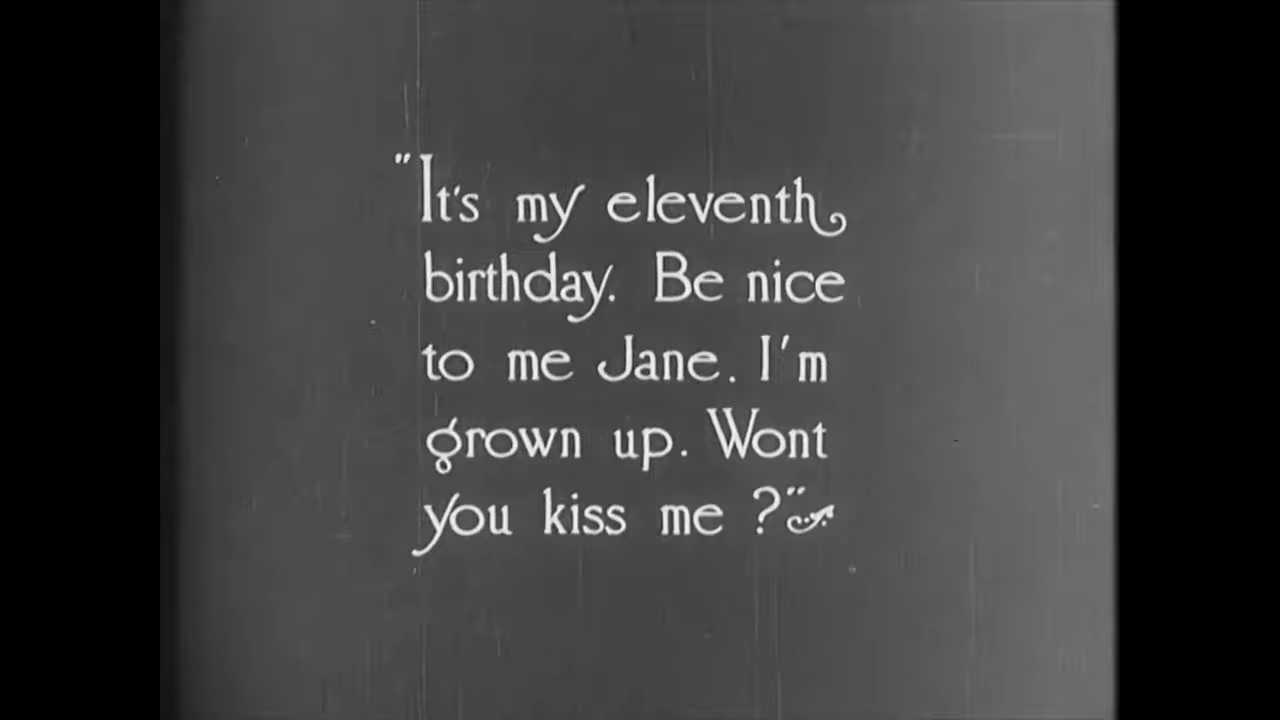 "It's my eleventh
birthday. Be nice
to me Jane. I'm
grown up. Wont
you kiss me ?"